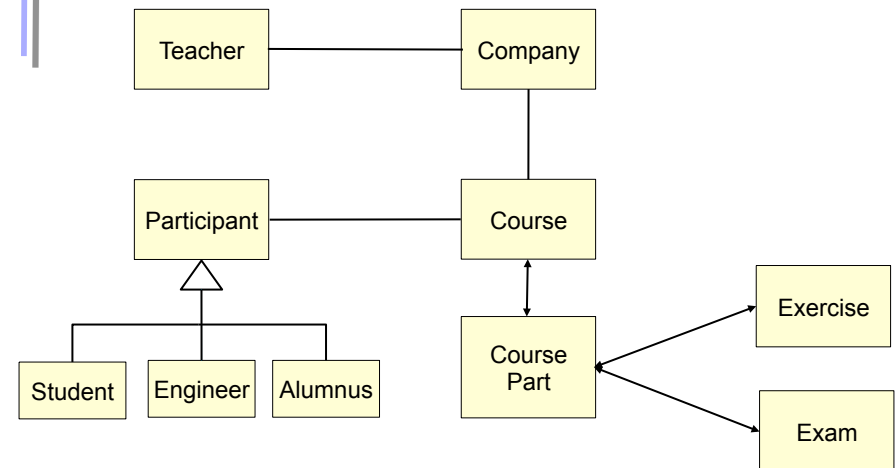 Teacher
Company
Participant
Course
Exercise
Course
Part
Student
Engineer
Alumnus
Exam